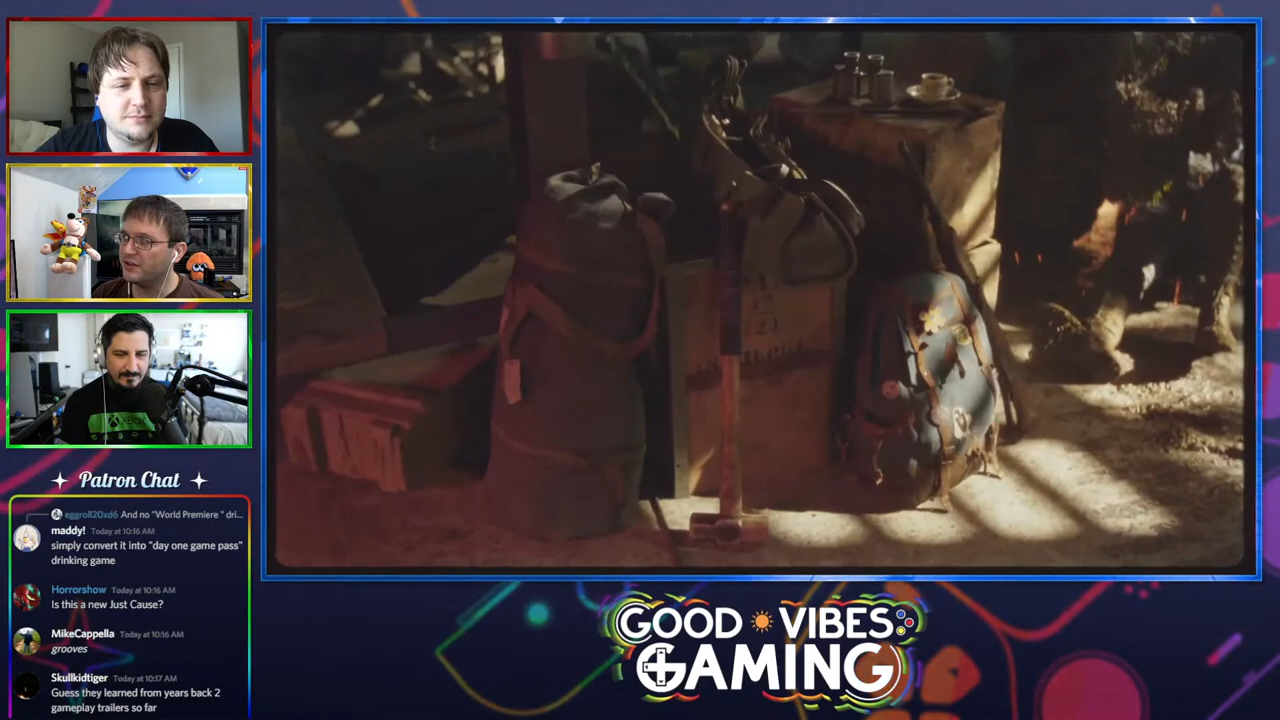 Patron Chat
eggroll20xd6 And no "World Premiere " dri...
maddy! Today at 10:16 AM
simply convert it into "day one game pass"
drinking game
Horrorshow Today at 10:16 AM
Is this a new Just Cause?
MikeCappella Today at 10:16 AM
grooves
Skullkidtiger Today at 10:17 AM
Guess they learned from years back 2
gameplay trailers so far
XBOX
GOOD VIBES
GAMING